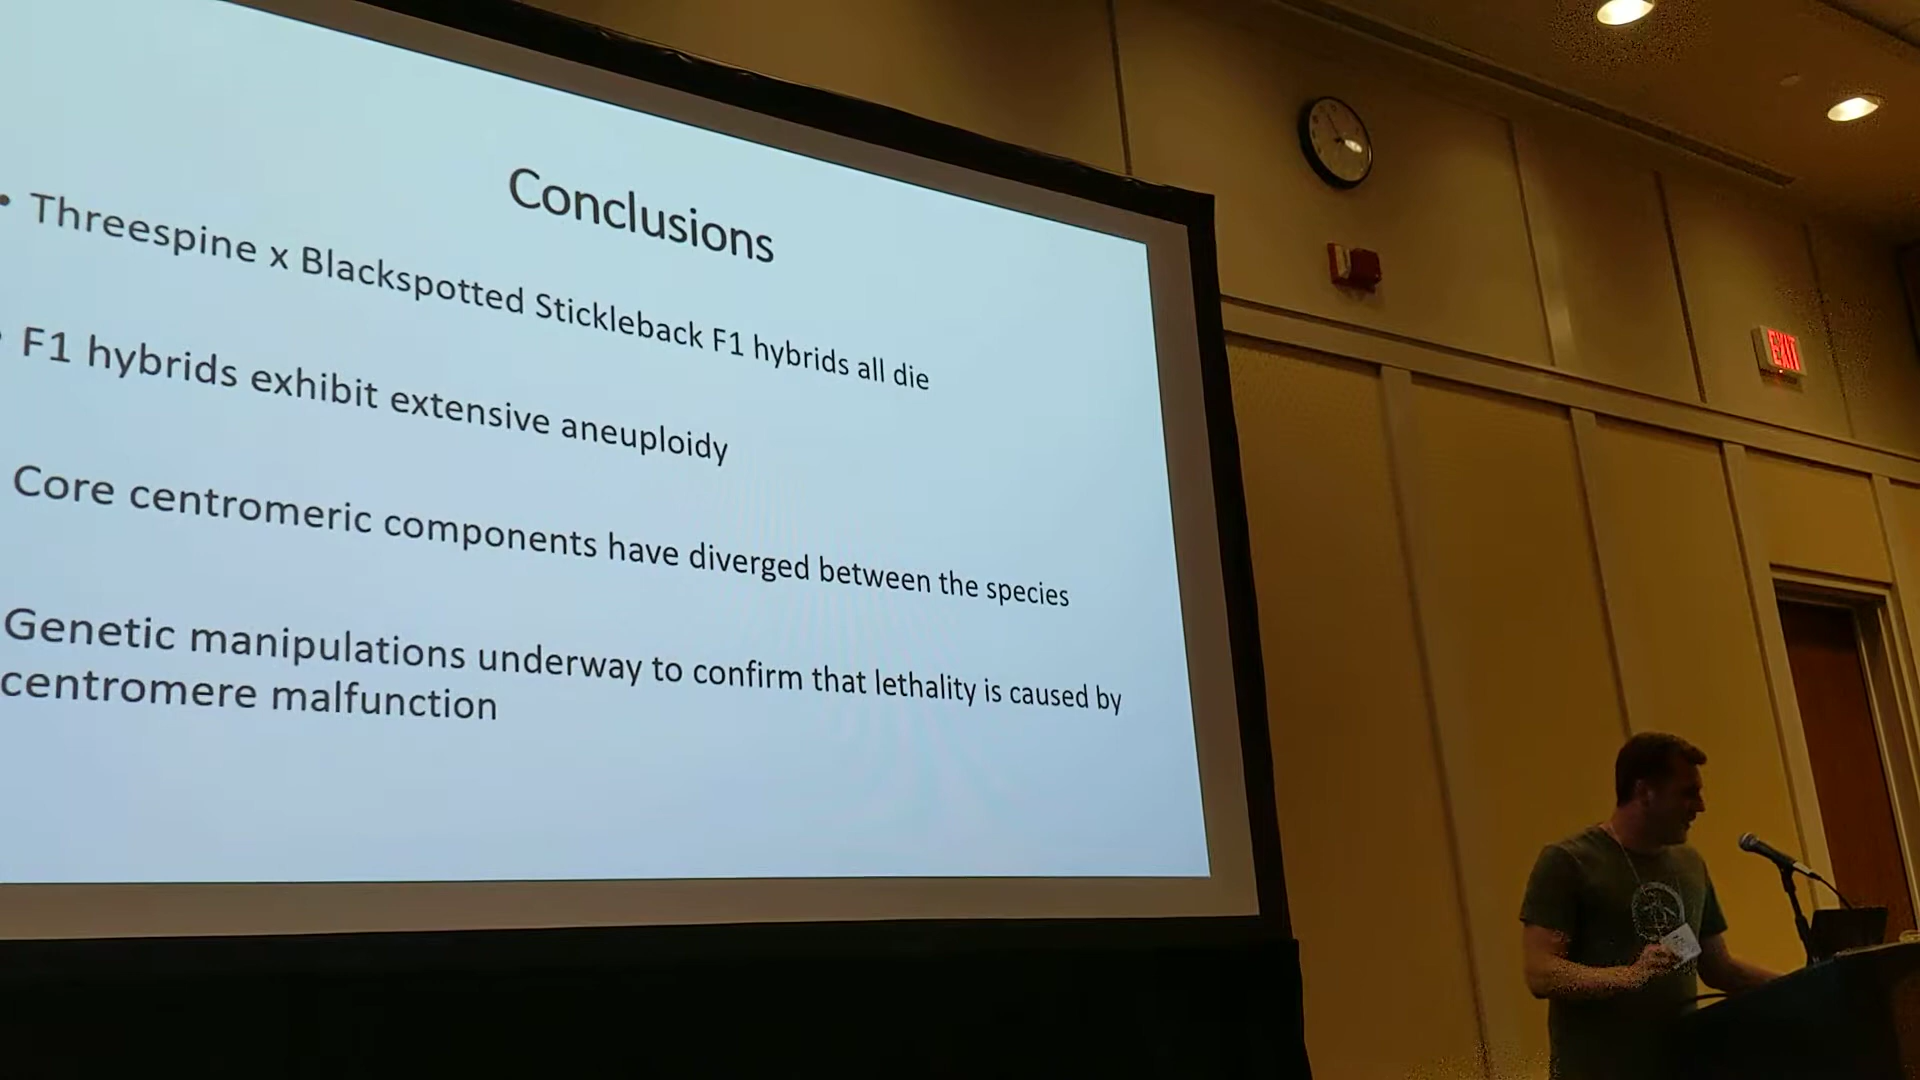 Conclusions
• Threespine x Blackspotted Stickleback F1 hybrids all die
• F1 hybrids exhibit extensive aneuploidy
Core centromeric components have diverged between the species
Genetic manipulations underway to confirm that lethality is caused by
centromere malfunction
EXIT